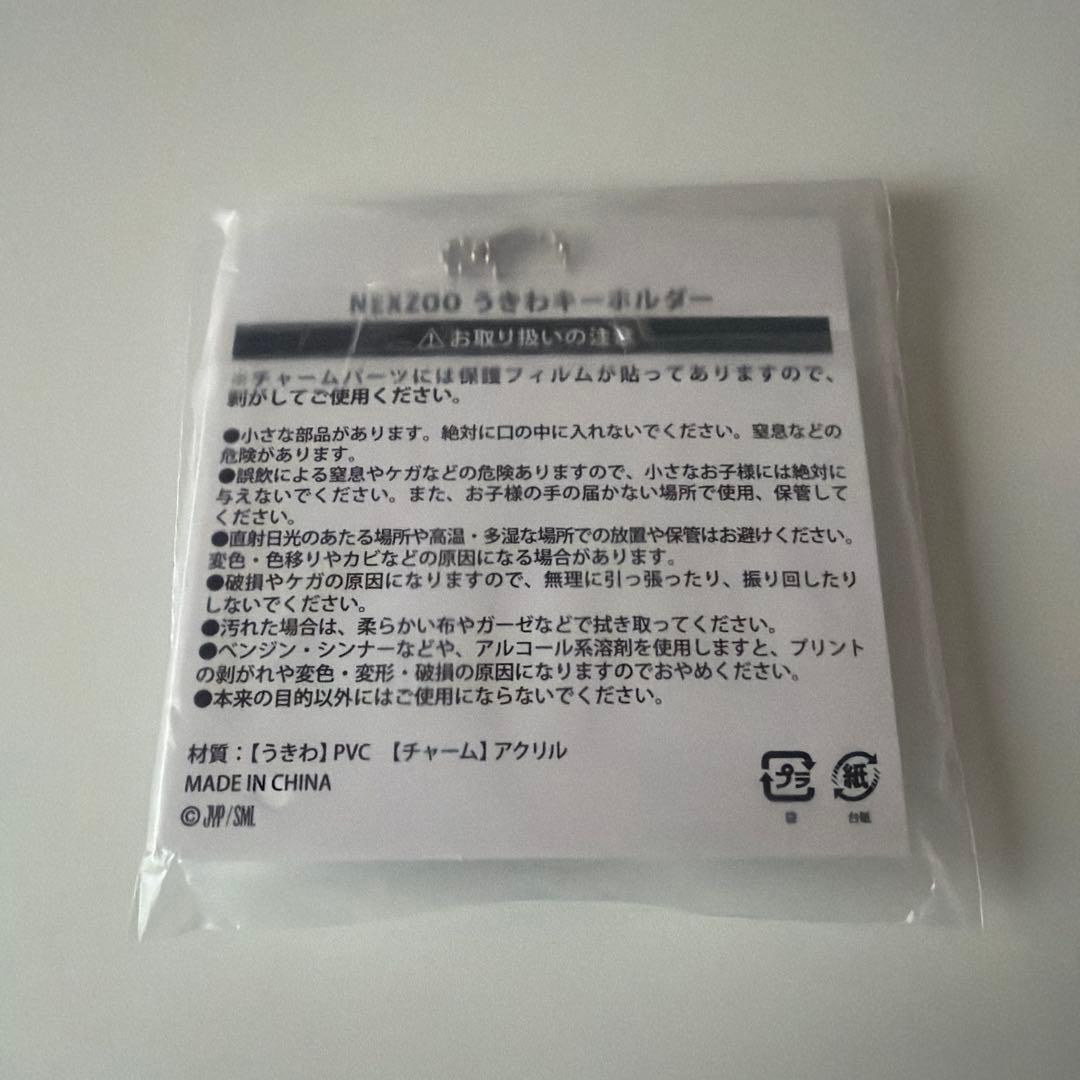 NEXZOO うきわキーホルダー
⚠お取り扱いの注意
※チャームパーツには保護フィルムが貼ってありますので、
剥がしてご使用ください。
●小さな部品があります。絶対に口の中に入れないでください。窒息などの
危険があります。
●誤飲による窒息やケガなどの危険ありますので、小さなお子様には絶対に
与えないでください。また、お子様の手の届かない場所で使用、保管して
ください。
●直射日光のあたる場所や高温・多湿な場所での放置や保管はお避けください。
変色・色移りやカビなどの原因になる場合があります。
●破損やケガの原因になりますので、無理に引っ張ったり、振り回したり
しないでください。
●汚れた場合は、柔らかい布やガーゼなどで拭き取ってください。
●ベンジン・シンナーなどや、アルコール系溶剤を使用しますと、プリント
の剥がれや変色・変形・破損の原因になりますのでおやめください。
●本来の目的以外にはご使用にならないでください。
材質：【うきわ】PVC 【チャーム】アクリル
MADE IN CHINA
©JYP/SML
プラ 紙
袋 台紙